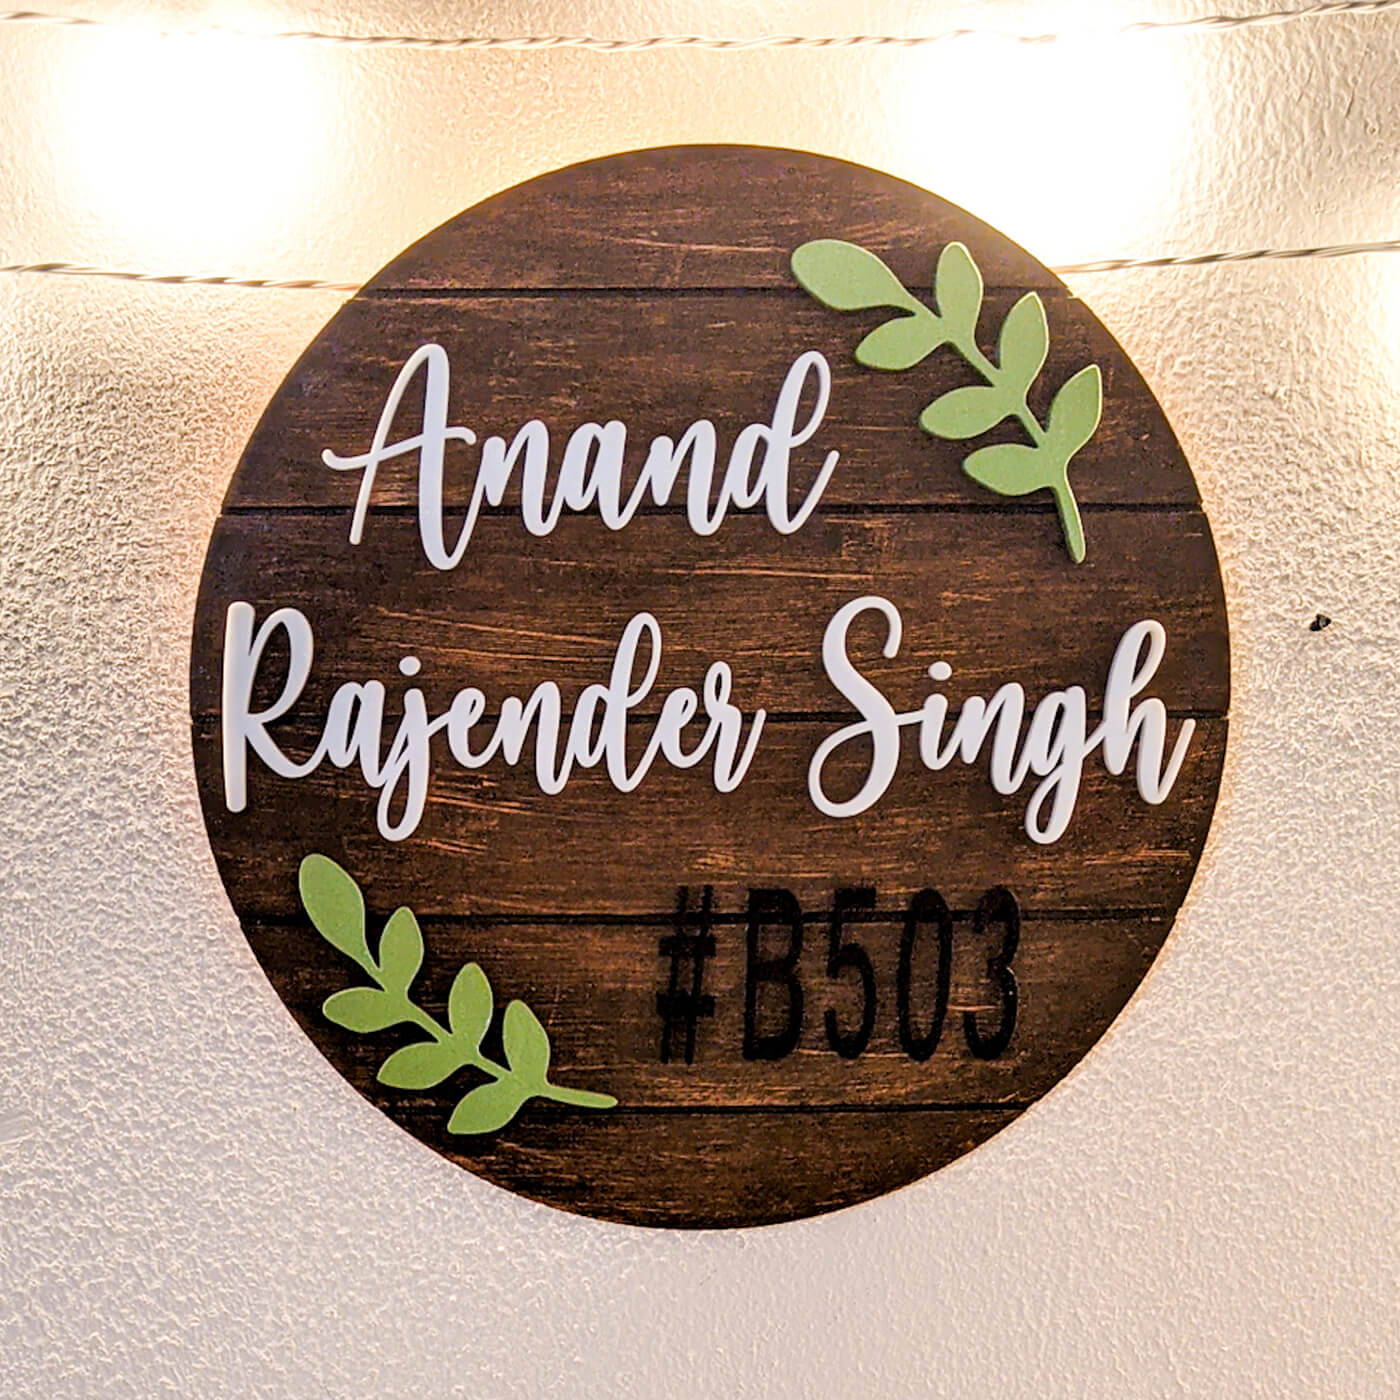 Anand
Rajender Singh
#B503